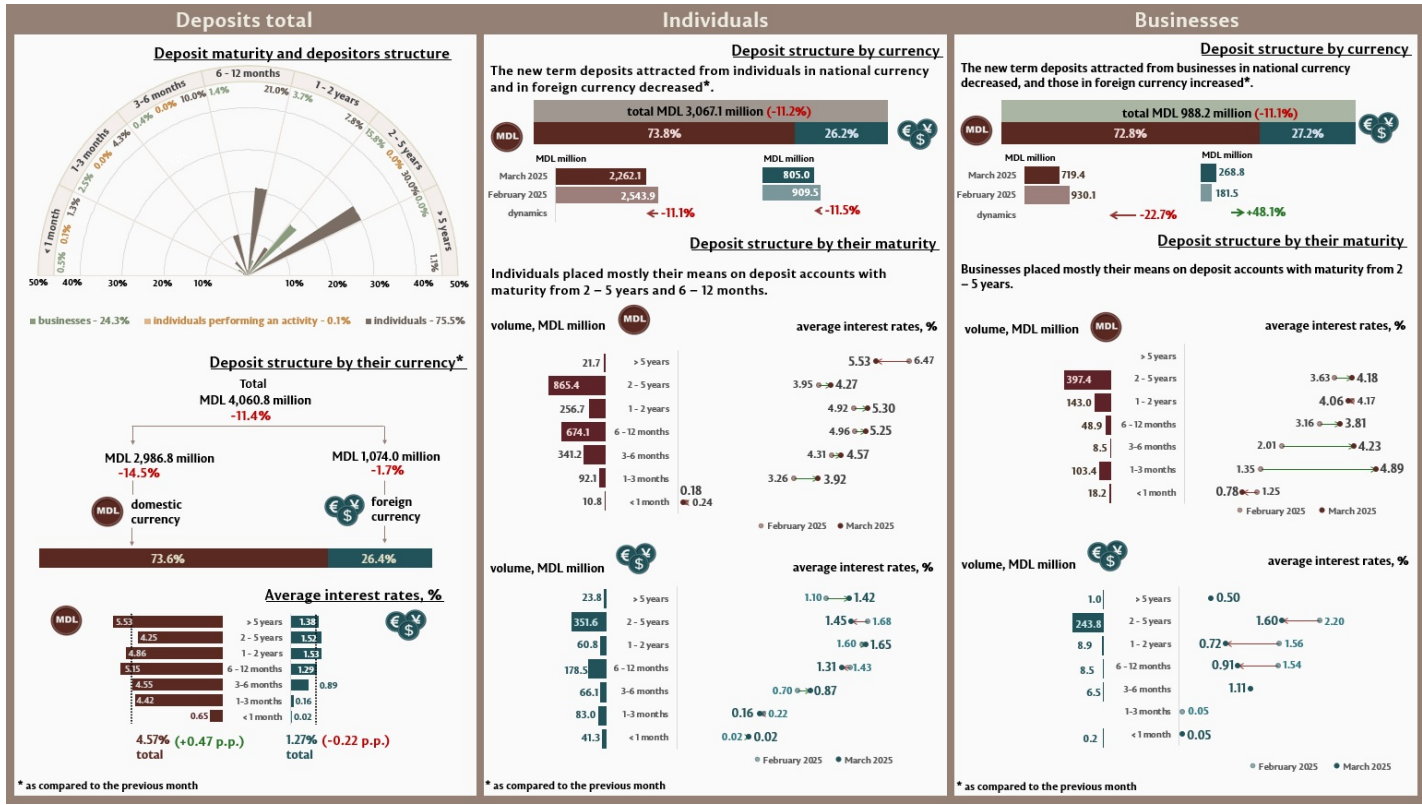 Deposits total
Deposit maturity and depositors structure
6 - 12 months
3-6 months
1 - 2 years
1-3 months
2 - 5 years
< 1 month
> 5 years
0.5%
0.1%
1.3%
2.5%
0.0%
4.3%
0.4%
0.0%
10.0%
1.4%
21.0%
3.7%
7.8%
15.8%
0.0%
30.0%
0.0%
1.1%
50% 40% 30% 20% 10% 10% 20% 30% 40% 50%
businesses - 24.3% individuals performing an activity - 0.1% individuals - 75.5%
Deposit structure by their currency*
Total
MDL 4,060.8 million
-11.4%
MDL 2,986.8 million MDL 1,074.0 million
-14.5% -1.7%
MDL domestic currency
€ ¥ $ foreign currency
73.6% 26.4%
Average interest rates, %
MDL € ¥ $
5.53 > 5 years 1.38
4.25 2 - 5 years 1.52
4.86 1 - 2 years 1.53
5.15 6 - 12 months 1.29
4.55 3-6 months 0.89
4.42 1-3 months 0.16
0.65 < 1 month 0.02
4.57% (+0.47 p.p.) 1.27% (-0.22 p.p.)
total total
* as compared to the previous month
Individuals
Deposit structure by currency
The new term deposits attracted from individuals in national currency
and in foreign currency decreased*.
total MDL 3,067.1 million (-11.2%)
MDL 73.8% 26.2% € ¥ $
MDL million MDL million
March 2025 2,262.1 805.0
February 2025 2,543.9 909.5
dynamics -11.1% -11.5%
Deposit structure by their maturity
Individuals placed mostly their means on deposit accounts with
maturity from 2 – 5 years and 6 – 12 months.
volume, MDL million MDL average interest rates, %
21.7 > 5 years 5.53 6.47
865.4 2 - 5 years 3.95 4.27
256.7 1 - 2 years 4.92 5.30
674.1 6 - 12 months 4.96 5.25
341.2 3-6 months 4.31 4.57
92.1 1-3 months 3.26 3.92
10.8 < 1 month 0.18 0.24
February 2025 March 2025
volume, MDL million € ¥ $ average interest rates, %
23.8 > 5 years 1.10 1.42
351.6 2 - 5 years 1.45 1.68
60.8 1 - 2 years 1.60 1.65
178.5 6 - 12 months 1.31 1.43
66.1 3-6 months 0.70 0.87
83.0 1-3 months 0.16 0.22
41.3 < 1 month 0.02 0.02
February 2025 March 2025
* as compared to the previous month
Businesses
Deposit structure by currency
The new term deposits attracted from businesses in national currency
decreased, and those in foreign currency increased*.
total MDL 988.2 million (-11.1%)
MDL 72.8% 27.2% € ¥ $
MDL million MDL million
March 2025 719.4 268.8
February 2025 930.1 181.5
dynamics -22.7% +48.1%
Deposit structure by their maturity
Businesses placed mostly their means on deposit accounts with maturity from 2
– 5 years.
volume, MDL million MDL average interest rates, %
> 5 years
397.4 2 - 5 years 3.63 4.18
143.0 1 - 2 years 4.06 4.17
48.9 6 - 12 months 3.16 3.81
8.5 3-6 months 2.01 4.23
103.4 1-3 months 1.35 4.89
18.2 < 1 month 0.78 1.25
February 2025 March 2025
volume, MDL million € ¥ $ average interest rates, %
1.0 > 5 years 0.50
243.8 2 - 5 years 1.60 2.20
8.9 1 - 2 years 0.72 1.56
8.5 6 - 12 months 0.91 1.54
6.5 3-6 months 1.11
1-3 months 0.05
0.2 < 1 month 0.05
February 2025 March 2025
* as compared to the previous month